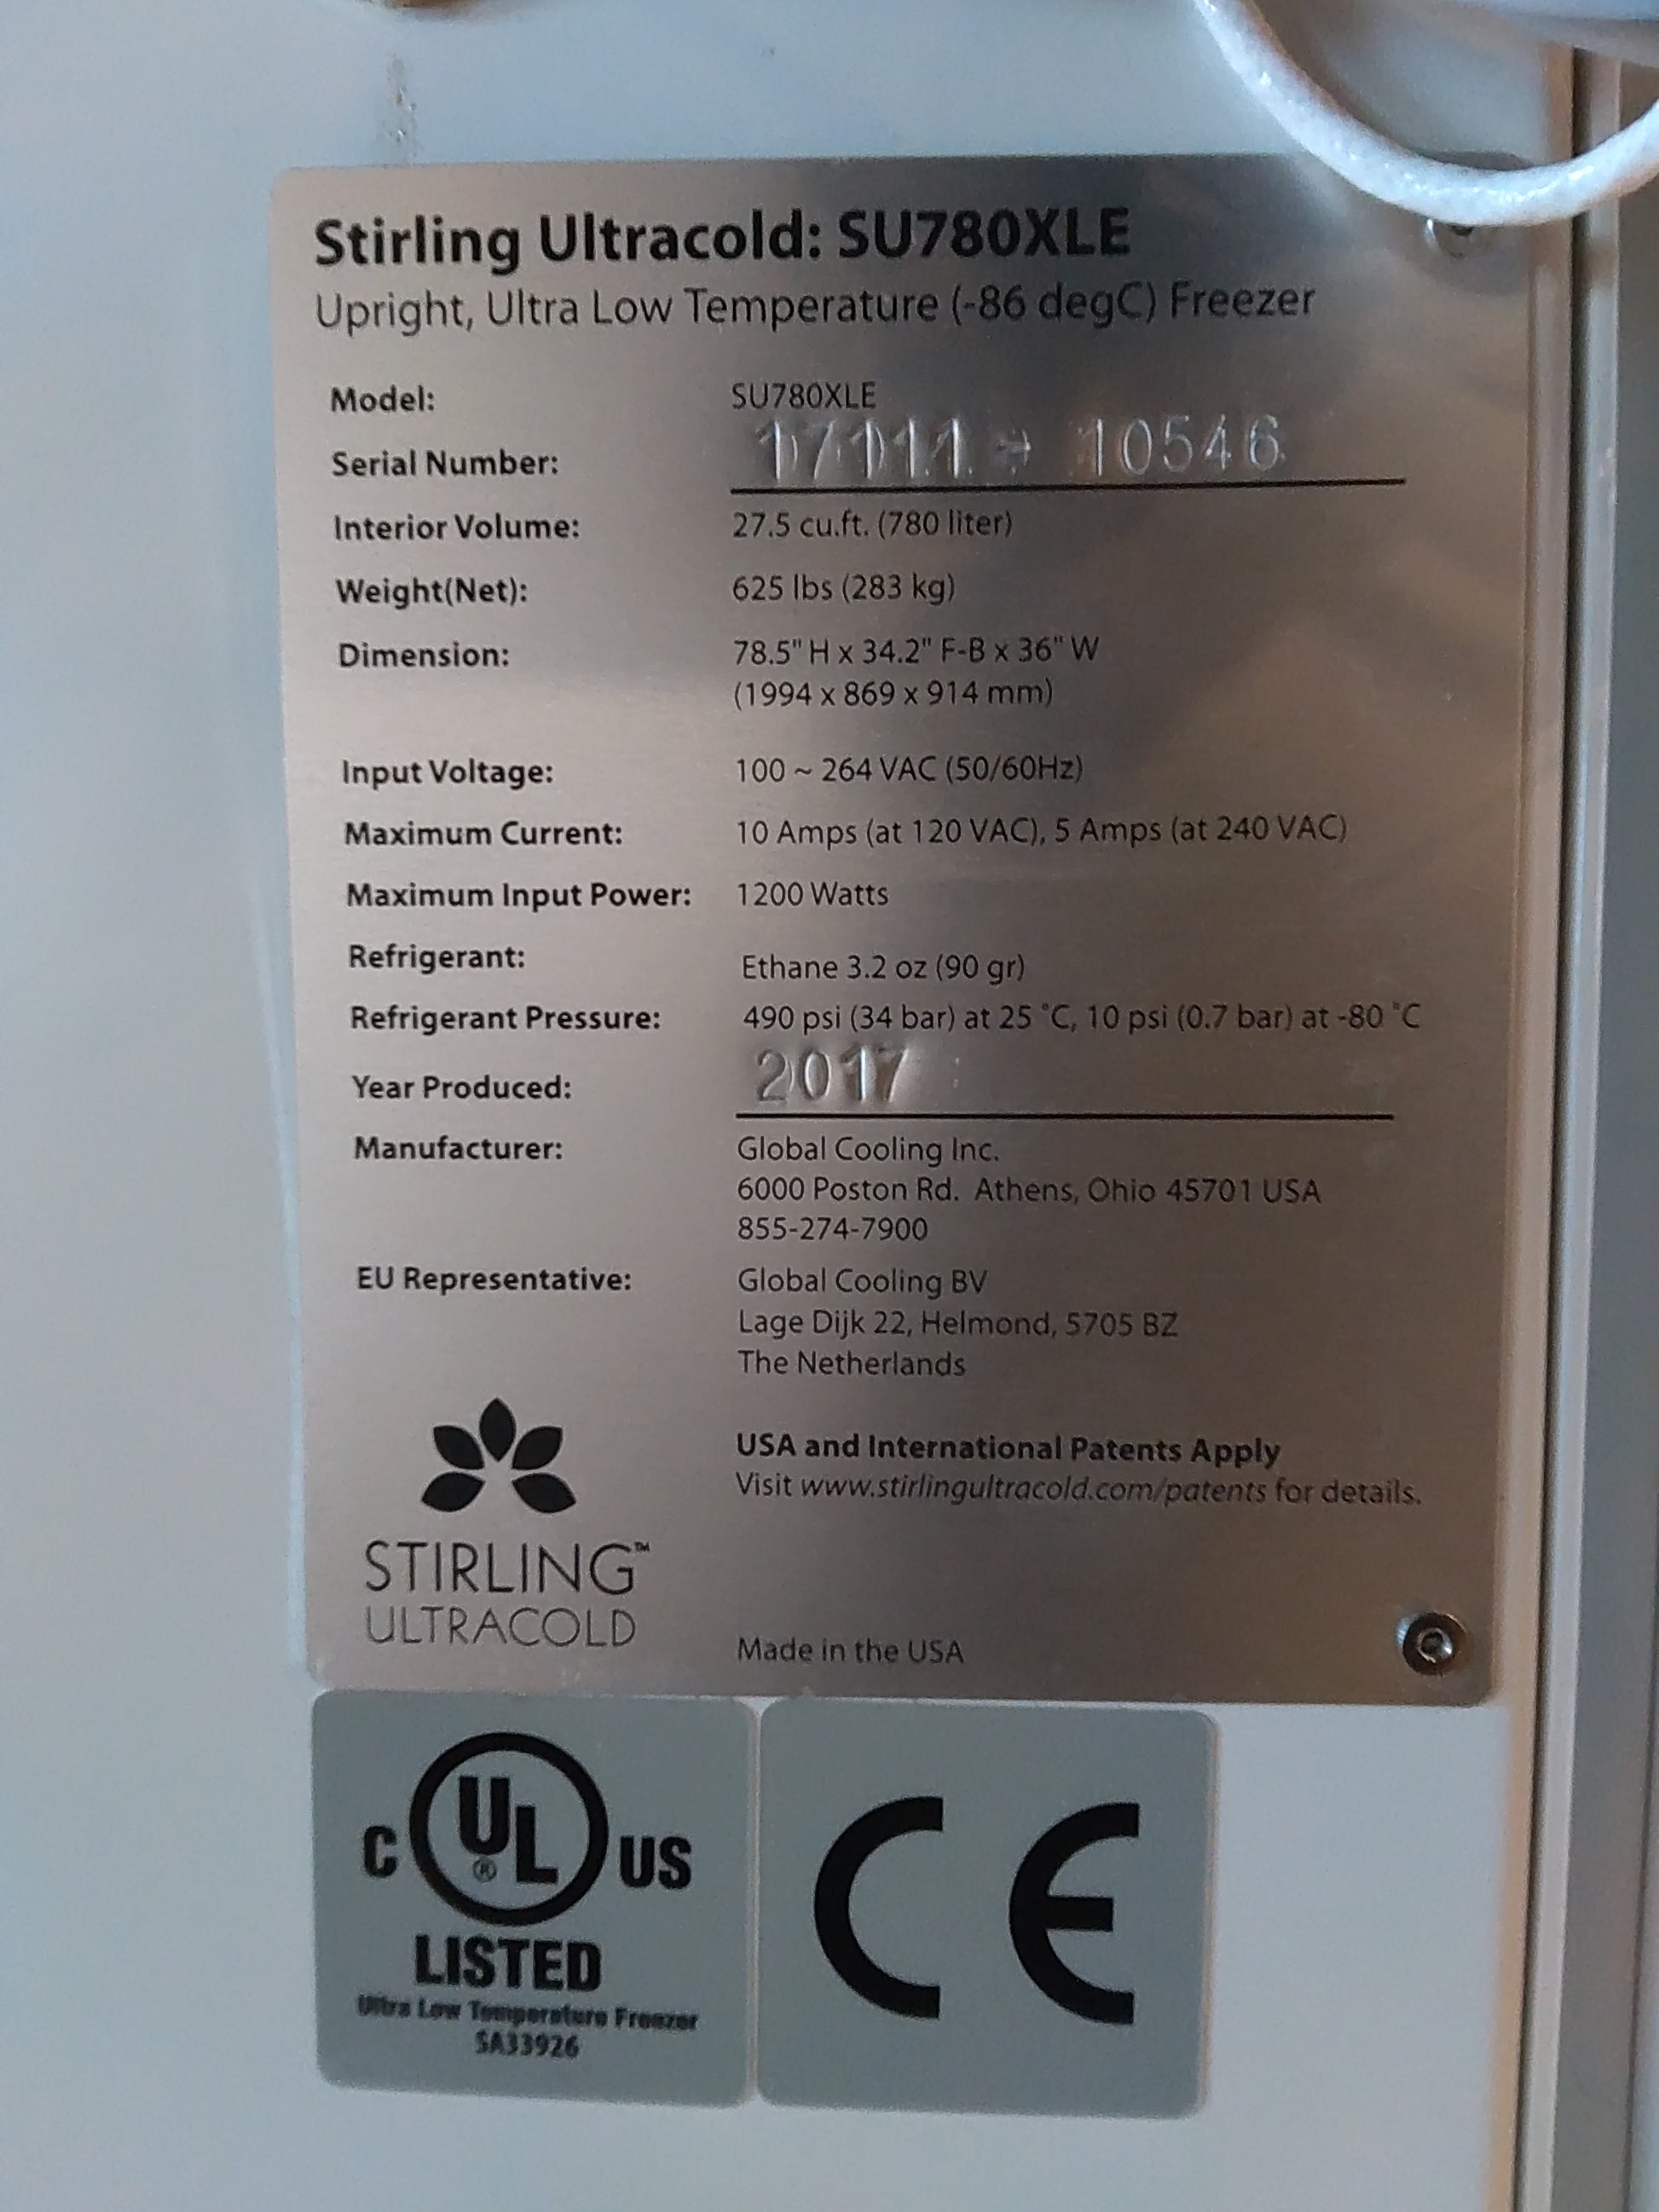 Stirling Ultracold: SU780XLE
Upright, Ultra Low Temperature (-86 degC) Freezer
Model: SU780XLE
Serial Number: 17111 - 10546
Interior Volume: 27.5 cu.ft. (780 liter)
Weight(Net): 625 lbs (283 kg)
Dimension: 78.5" H x 34.2" F-B x 36" W
(1994 x 869 x 914 mm)
Input Voltage: 100 ~ 264 VAC (50/60Hz)
Maximum Current: 10 Amps (at 120 VAC), 5 Amps (at 240 VAC)
Maximum Input Power: 1200 Watts
Refrigerant: Ethane 3.2 oz (90 gr)
Refrigerant Pressure: 490 psi (34 bar) at 25 °C, 10 psi (0.7 bar) at -80 °C
Year Produced: 2017
Manufacturer: Global Cooling Inc.
6000 Poston Rd. Athens, Ohio 45701 USA
855-274-7900
EU Representative: Global Cooling BV
Lage Dijk 22, Helmond, 5705 BZ
The Netherlands
USA and International Patents Apply
Visit www.stirlingultracold.com/patents for details.
STIRLING™
ULTRACOLD
Made in the USA
C UL® US
LISTED
Ultra Low Temperature Freezer
SA33926
CE